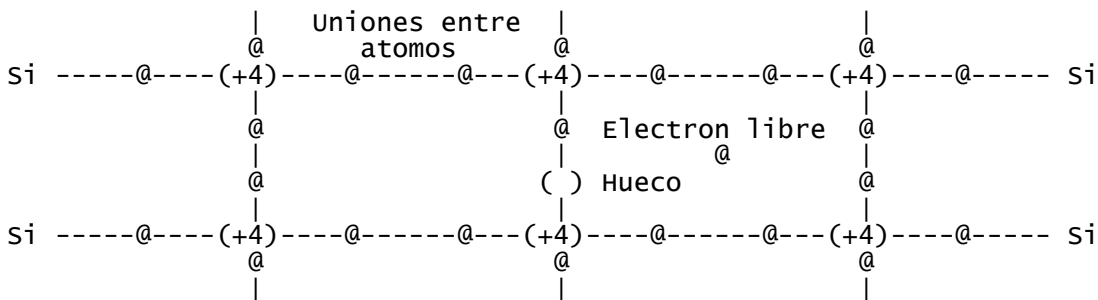 |   Uniones entre  |                |
            @      atomos      @                @
Si -----@----(+4)----@------@---(+4)----@------@---(+4)----@----- Si
            |                  |                |
            @                  @  Electron libre  @
            |                  |        @       |
            @                 ( ) Hueco         @
            |                  |                |
Si -----@----(+4)----@------@---(+4)----@------@---(+4)----@----- Si
            @                  @                @
            |                  |                |